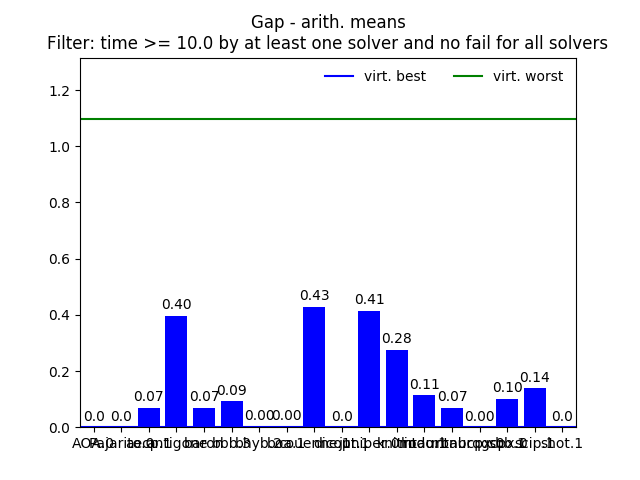 Gap - arith. means
Filter: time >= 10.0 by at least one solver and no fail for all solvers
virt. best virt. worst
1.2
1.0
0.8
0.6
0.4
0.2
0.0
0.0 0.0 0.07 0.40 0.07 0.09 0.00 0.00 0.43 0.0 0.41 0.28 0.11 0.07 0.00 0.10 0.14 0.0
shot.1